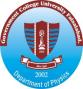 Government College University Faisalabad.
2002
Department of Physics